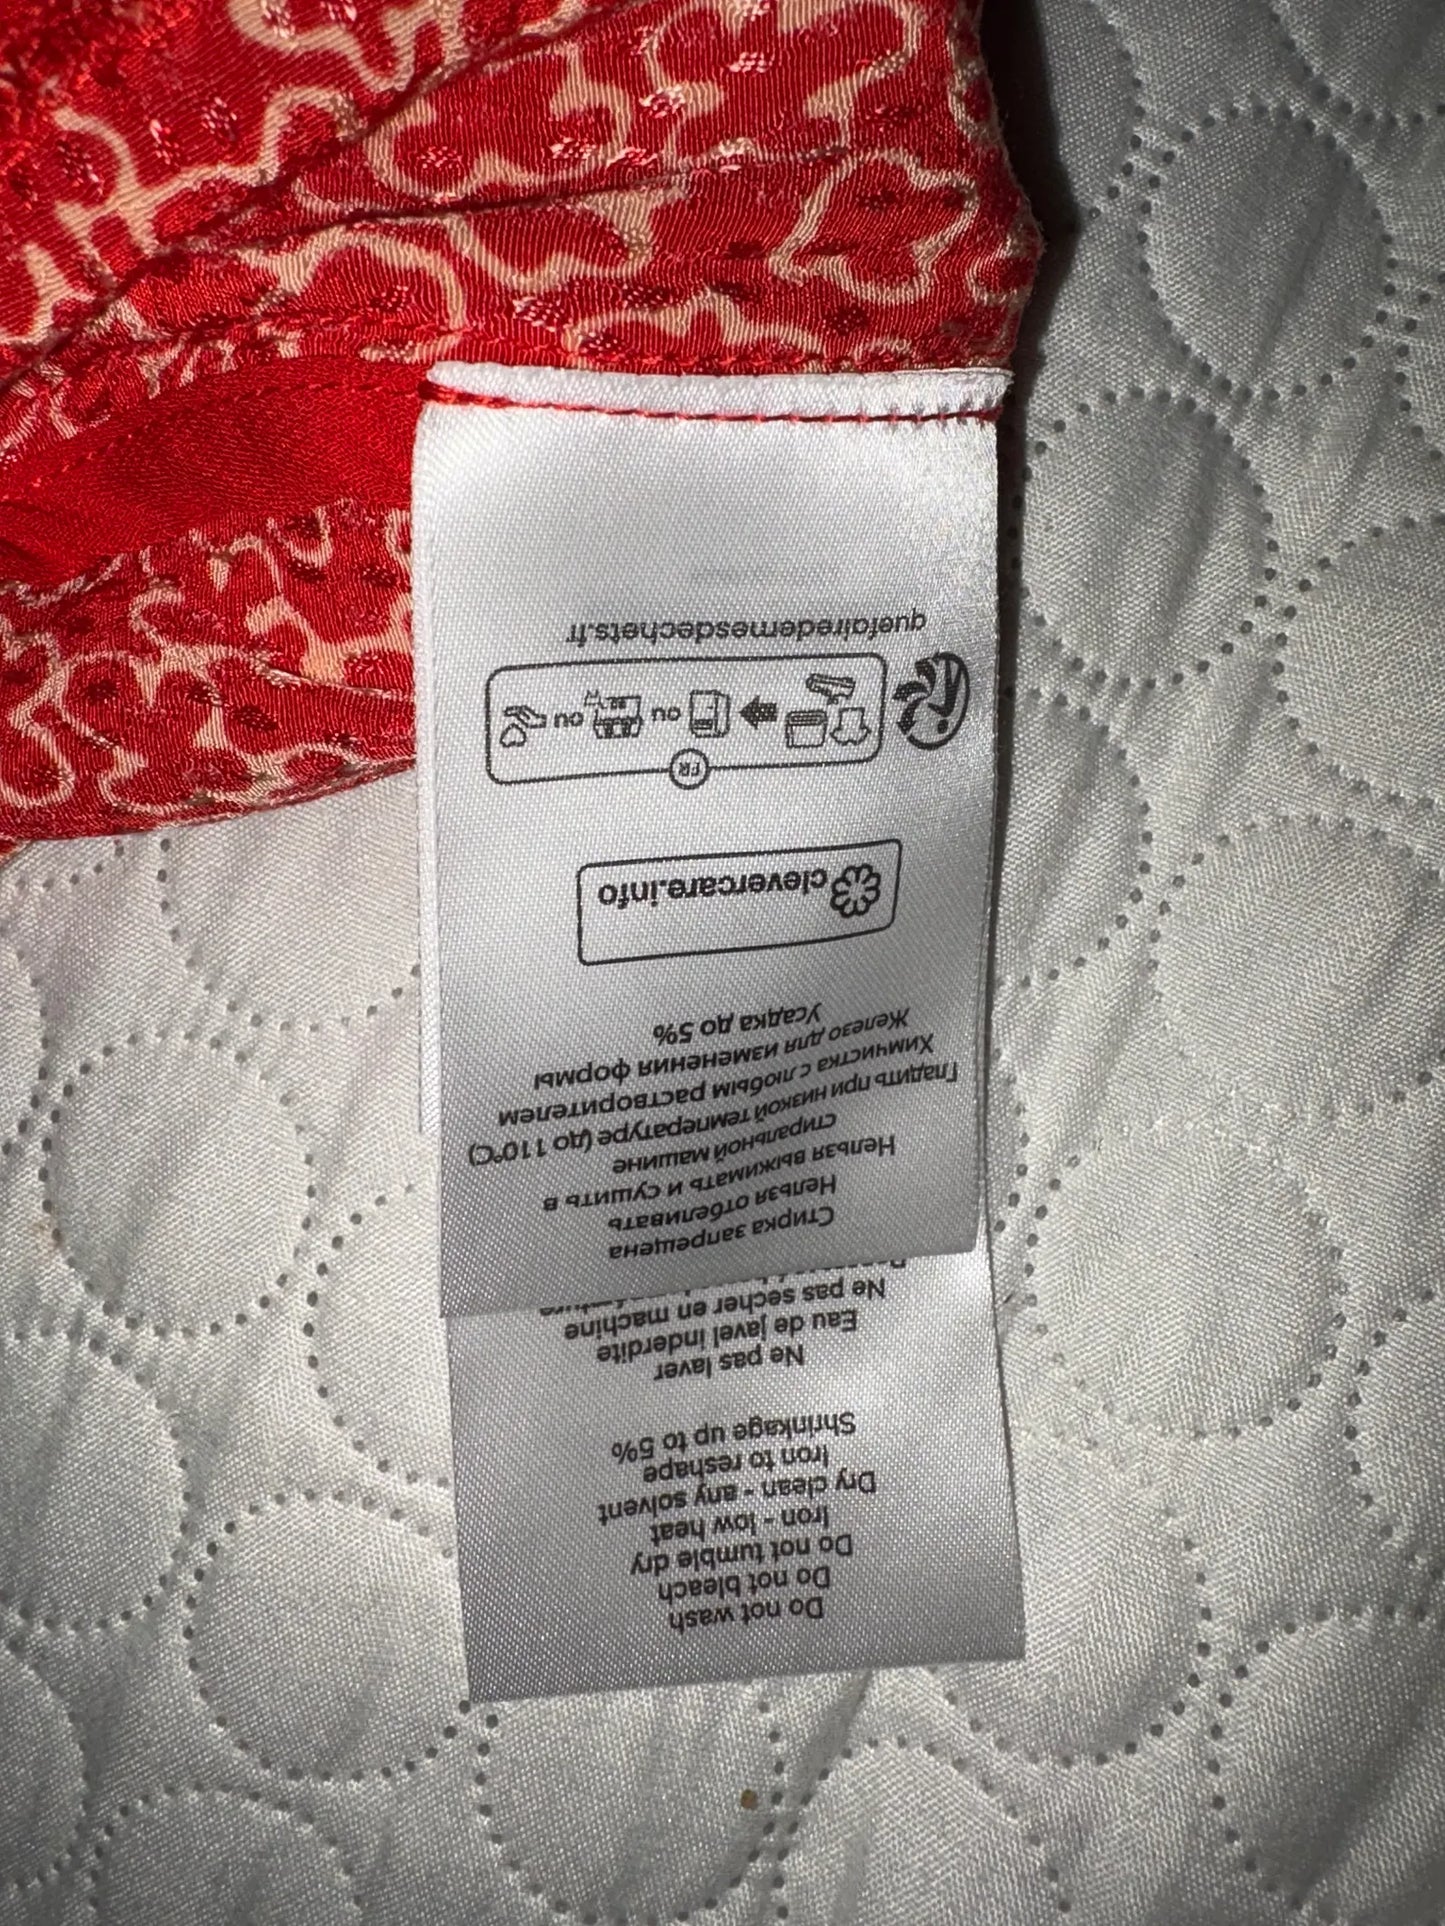 Do not wash
Do not bleach
Do not tumble dry
Iron - low heat
Dry clean - any solvent
Iron to reshape
Shrinkage up to 5%
Ne pas laver
Eau de javel inderdite
Ne pas sécher en machine
Стирка запрещена
Нельзя отбеливать
Нельзя выжимать и сушить в
стиральной машине
Гладить при низкой температуре (до 110°C)
Химчистка с любым растворителем
Железо для изменения формы
Усадка до 5%
clevercare.info
FR
ou ou
quefairedemesdechets.fr